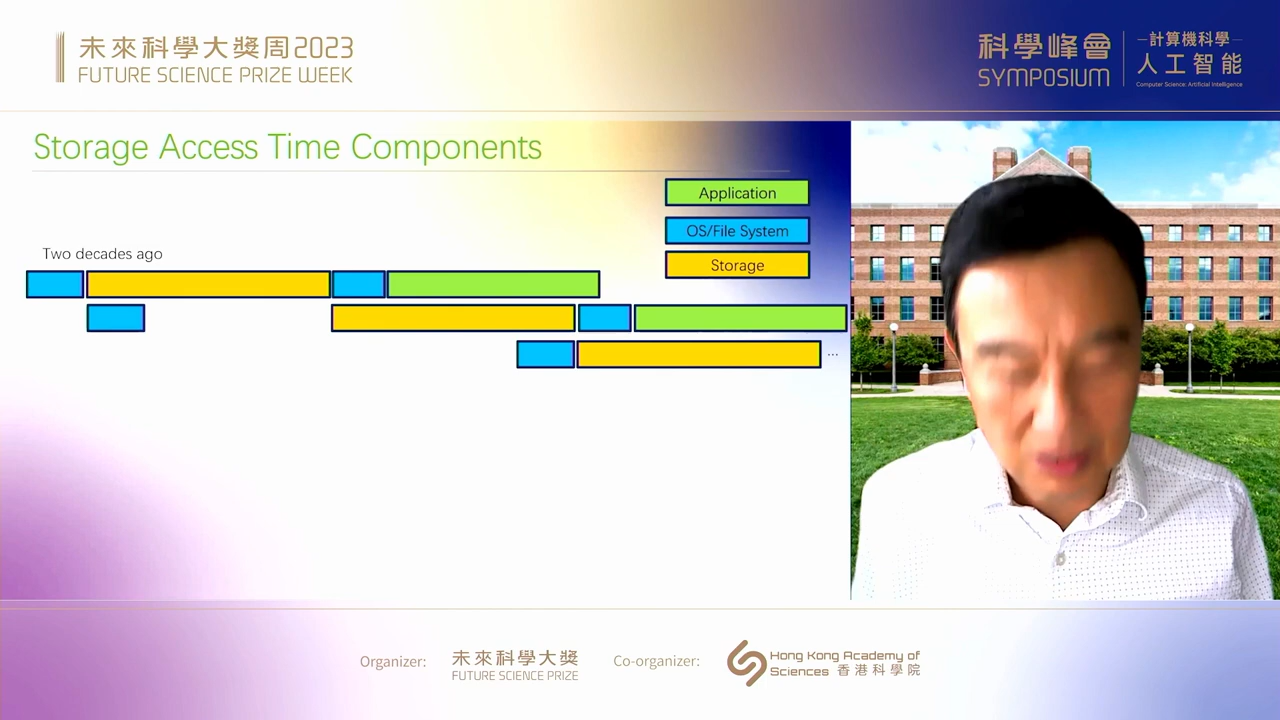 未來科學大獎周2023
FUTURE SCIENCE PRIZE WEEK
科學峰會
SYMPOSIUM
計算機科學
人工智能
Computer Science: Artificial Intelligence
Storage Access Time Components
Application
OS/File System
Storage
Two decades ago
...
Organizer:
未來科學大獎
FUTURE SCIENCE PRIZE
Co-organizer:
Hong Kong Academy of
Sciences 香港科學院